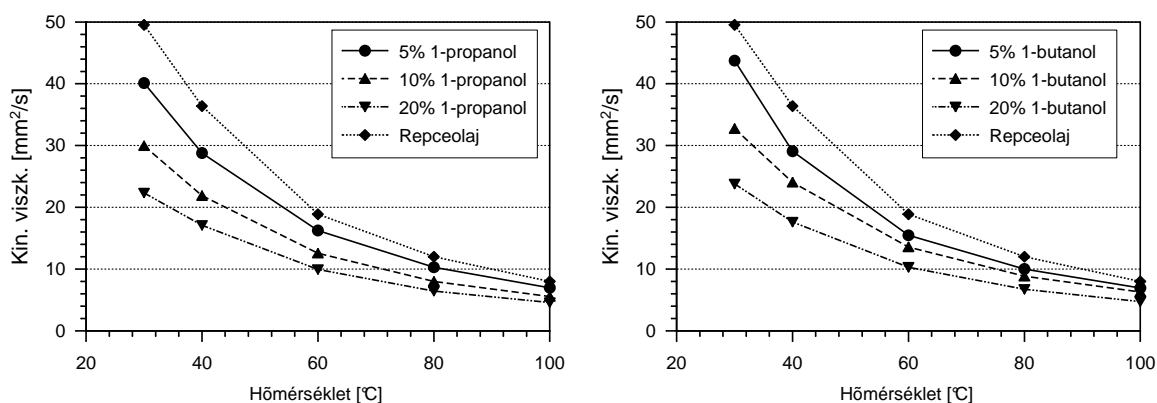 50
40
30
20
10
0
Kin. viszk. [mm²/s]
5% 1-propanol
10% 1-propanol
20% 1-propanol
Repceolaj
20 40 60 80 100
Hõmérséklet [°C]
50
40
30
20
10
0
Kin. viszk. [mm²/s]
5% 1-butanol
10% 1-butanol
20% 1-butanol
Repceolaj
20 40 60 80 100
Hõmérséklet [°C]